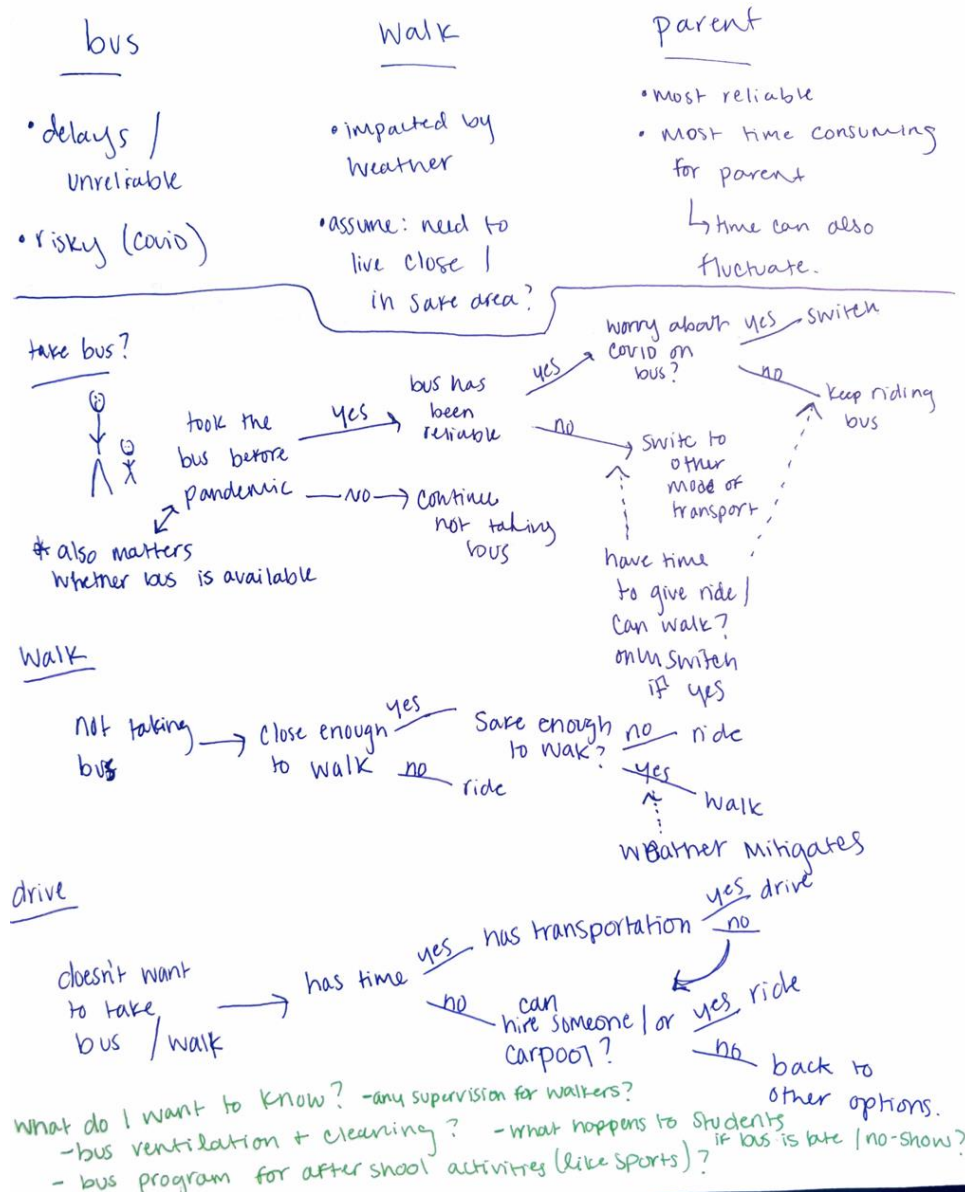 bus
• delays /
unreliable
• risky (covid)
Walk
• impacted by
weather
• assume: need to
live close /
in safe area?
parent
• most reliable
• most time consuming
for parent
↳ time can also
fluctuate.
take bus?
took the
bus before
pandemic
yes
bus has
been
reliable
yes
worry about
covid on
bus?
yes
switch
no
keep riding
bus
no
switc to
other
mode of
transport
NO
continue
not taking
bus
* also matters
whether bus is available
have time
to give ride /
can walk?
only switch
if yes
Walk
not taking
bus
close enough
to walk
yes
no
ride
Safe enough
to wak?
no
ride
yes
walk
weather mitigates
drive
doesn't want
to take
bus / walk
has time
yes
has transportation
yes
drive
no
no
can
hire someone / or
carpool?
yes
ride
no
back to
other options.
What do I want to know? - any supervision for walkers?
- bus ventilation + cleaning? - what hoppens to students
if bus is late / no-show?
- bus program for after shool activities (like sports)?